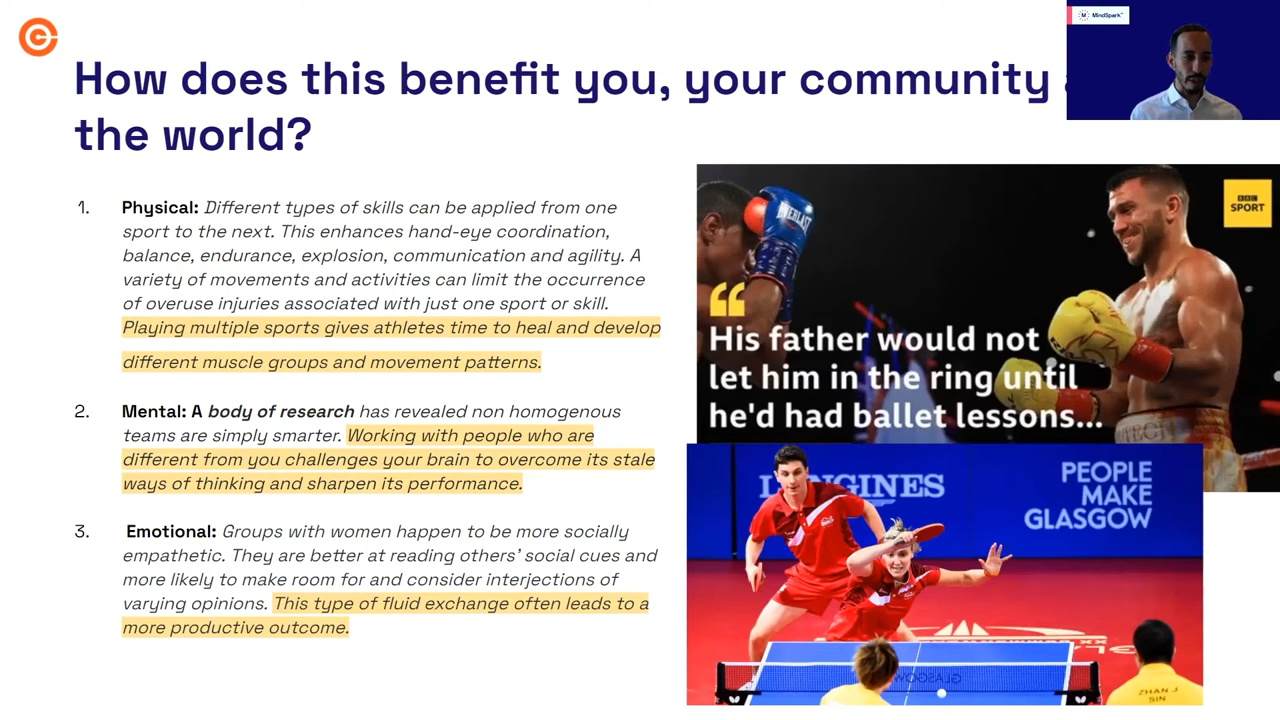 How does this benefit you, your community
the world?
MindSpark
1. Physical: Different types of skills can be applied from one
sport to the next. This enhances hand-eye coordination,
balance, endurance, explosion, communication and agility. A
variety of movements and activities can limit the occurrence
of overuse injuries associated with just one sport or skill.
Playing multiple sports gives athletes time to heal and develop
different muscle groups and movement patterns.
2. Mental: A body of research has revealed non homogenous
teams are simply smarter. Working with people who are
different from you challenges your brain to overcome its stale
ways of thinking and sharpen its performance.
3. Emotional: Groups with women happen to be more socially
empathetic. They are better at reading others' social cues and
more likely to make room for and consider interjections of
varying opinions. This type of fluid exchange often leads to a
more productive outcome.
BBC
SPORT
EVERLAST
His father would not
let him in the ring until
he'd had ballet lessons...
LONGINES
PEOPLE
MAKE
GLASGOW
GLASGOW
ZHAN J
SIN